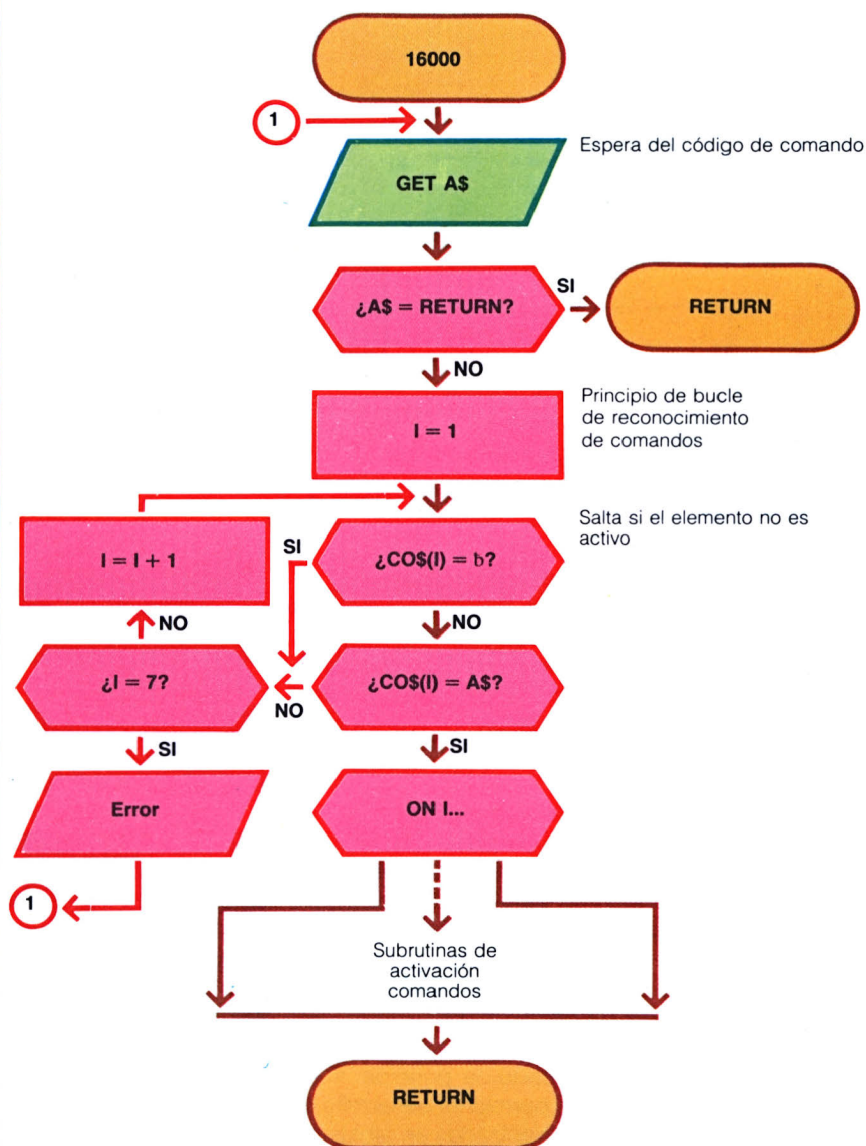 16000
1
GET A$
Espera del código de comando
¿A$ = RETURN?
SI
RETURN
NO
I = 1
Principio de bucle
de reconocimiento
de comandos
I = I + 1
SI
¿CO$(I) = ƀ?
Salta si el elemento no es
activo
NO
NO
¿I = 7?
NO
¿CO$(I) = A$?
SI
SI
Error
ON I...
1
Subrutinas de
activación
comandos
RETURN